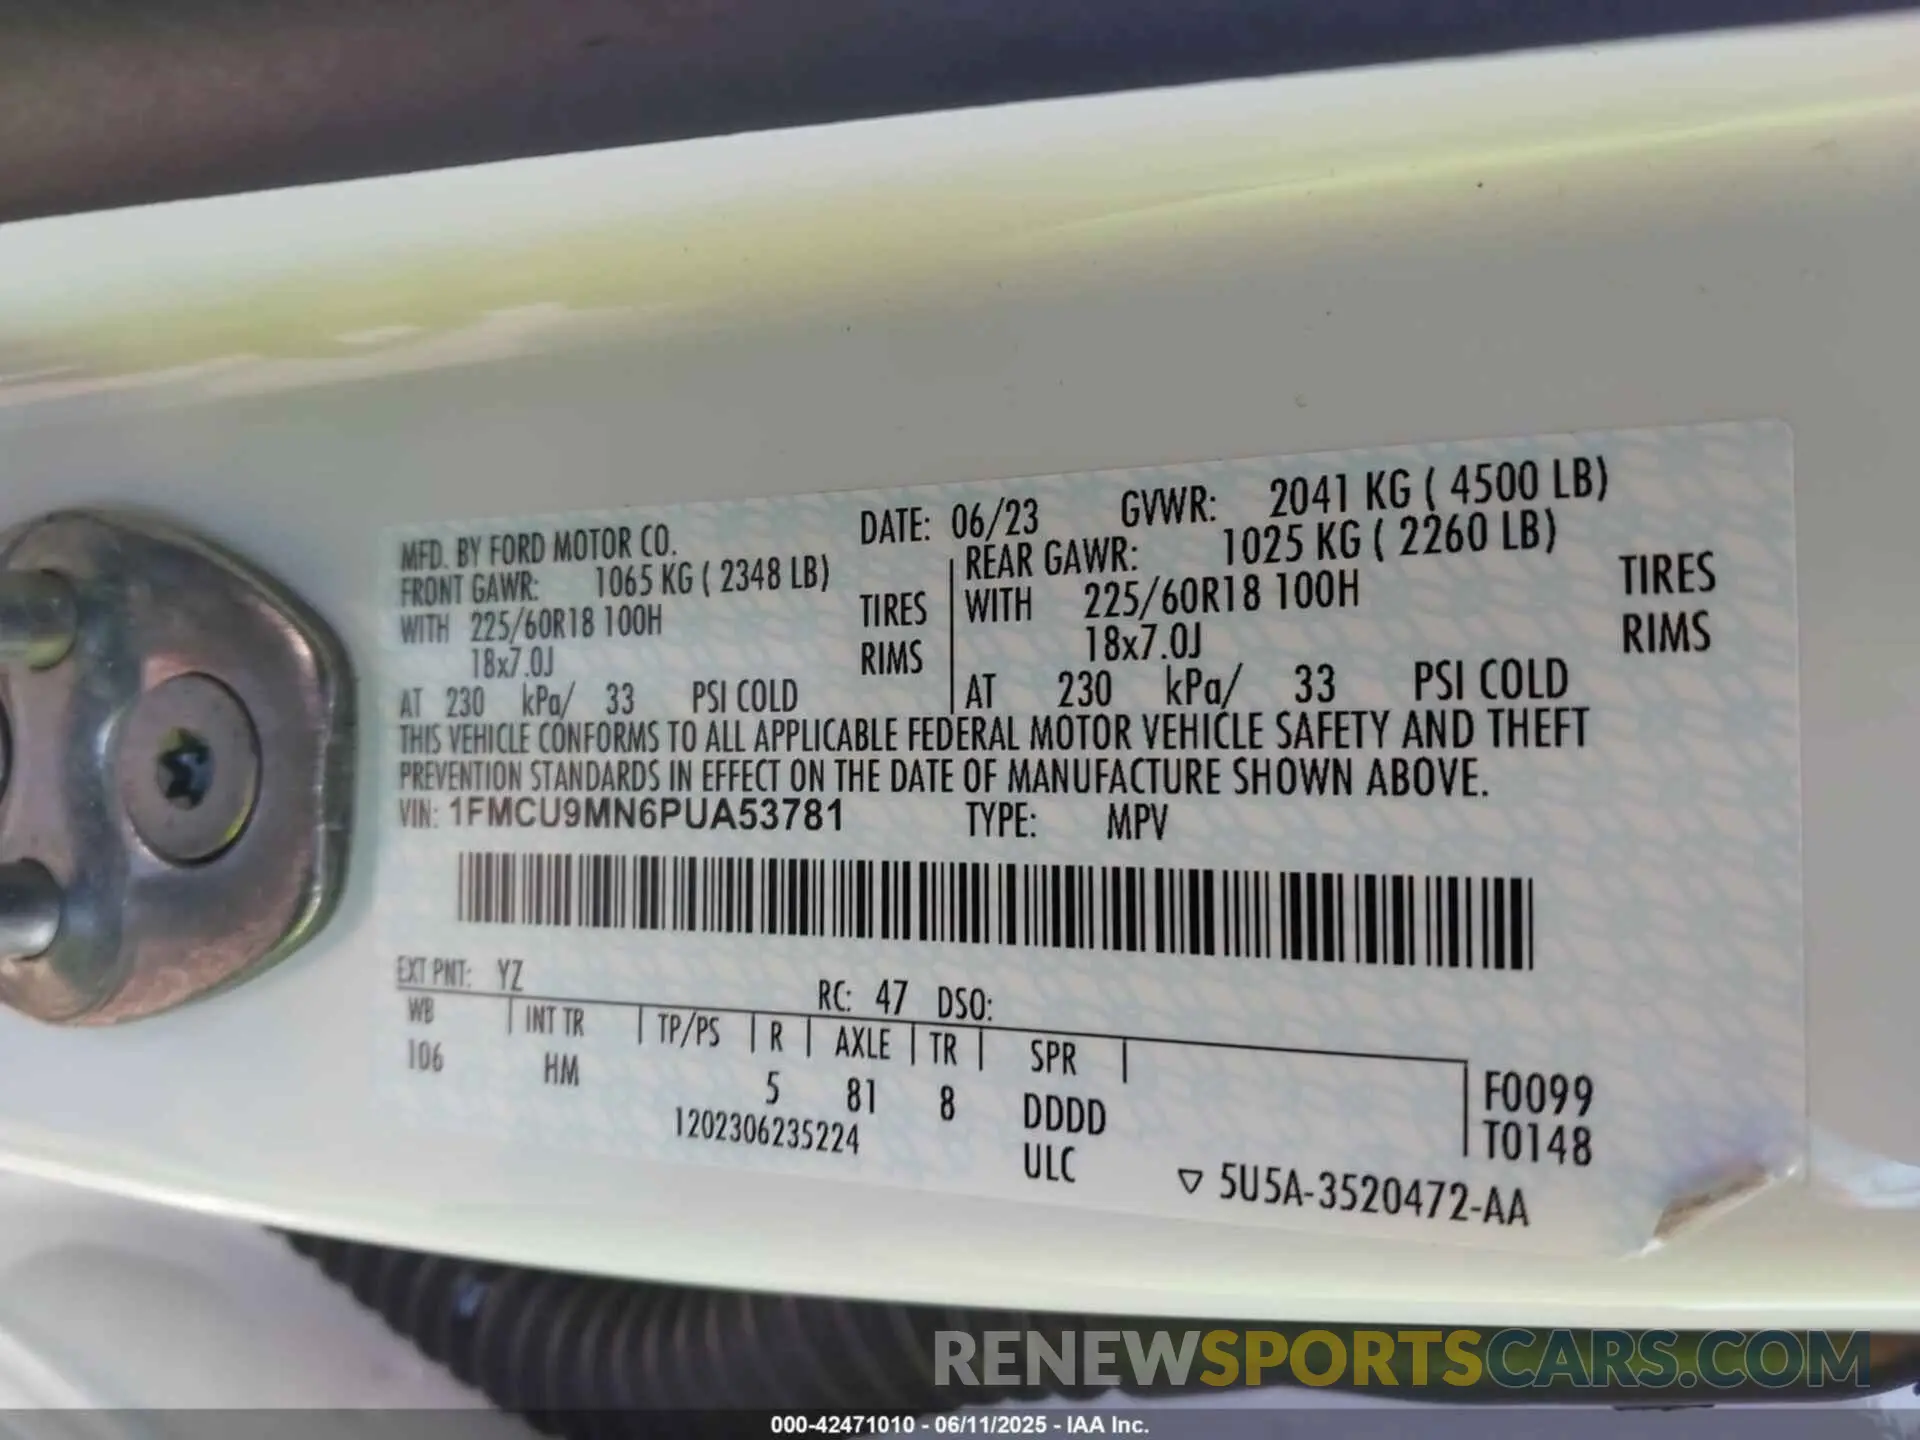 MFD. BY FORD MOTOR CO. DATE: 06/23 GVWR: 2041 KG ( 4500 LB)
FRONT GAWR: 1065 KG ( 2348 LB) REAR GAWR: 1025 KG ( 2260 LB)
WITH 225/60R18 100H TIRES WITH 225/60R18 100H TIRES
18x7.0J RIMS 18x7.0J RIMS
AT 230 kPa/ 33 PSI COLD AT 230 kPa/ 33 PSI COLD
THIS VEHICLE CONFORMS TO ALL APPLICABLE FEDERAL MOTOR VEHICLE SAFETY AND THEFT
PREVENTION STANDARDS IN EFFECT ON THE DATE OF MANUFACTURE SHOWN ABOVE.
VIN: 1FMCU9MN6PUA53781 TYPE: MPV
EXT PNT: YZ RC: 47 DSO:
WB INT TR TP/PS R AXLE TR SPR
106 HM 5 81 8 DDDD F0099
1202306235224 ULC T0148
▽ 5U5A-3520472-AA
RENEWSPORTSCARS.COM
000-42471010 - 06/11/2025 - IAA Inc.